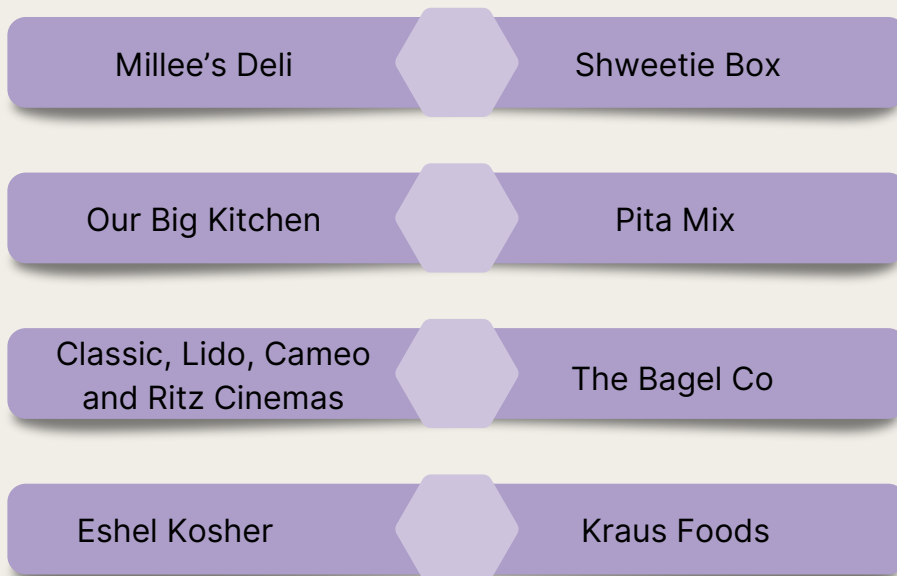 Millee’s Deli
Shweetie Box
Our Big Kitchen
Pita Mix
Classic, Lido, Cameo
and Ritz Cinemas
The Bagel Co
Eshel Kosher
Kraus Foods